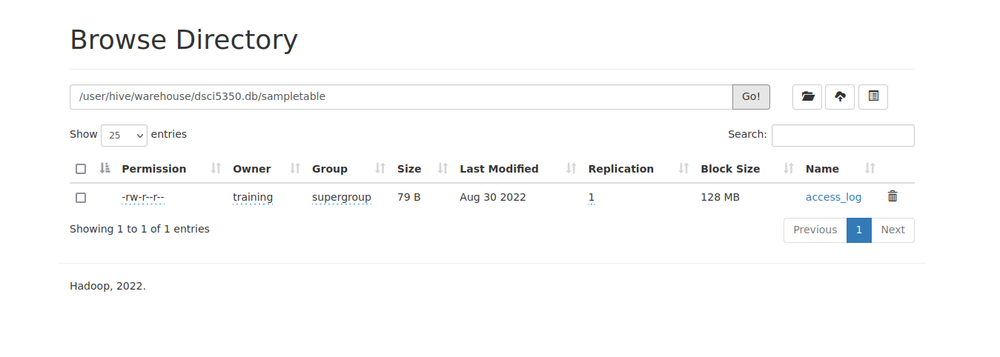 Browse Directory
/user/hive/warehouse/dsci5350.db/sampletable Go!
Show 25 entries Search:
Permission Owner Group Size Last Modified Replication Block Size Name
-rw-r--r-- training supergroup 79 B Aug 30 2022 1 128 MB access_log
Showing 1 to 1 of 1 entries Previous 1 Next
Hadoop, 2022.